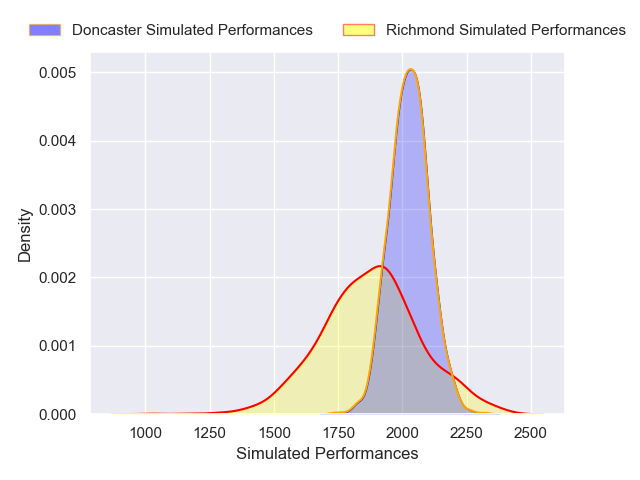 Doncaster Simulated Performances
Richmond Simulated Performances
0.005
0.004
0.003
0.002
0.001
0.000
Density
1000 1250 1500 1750 2000 2250 2500
Simulated Performances